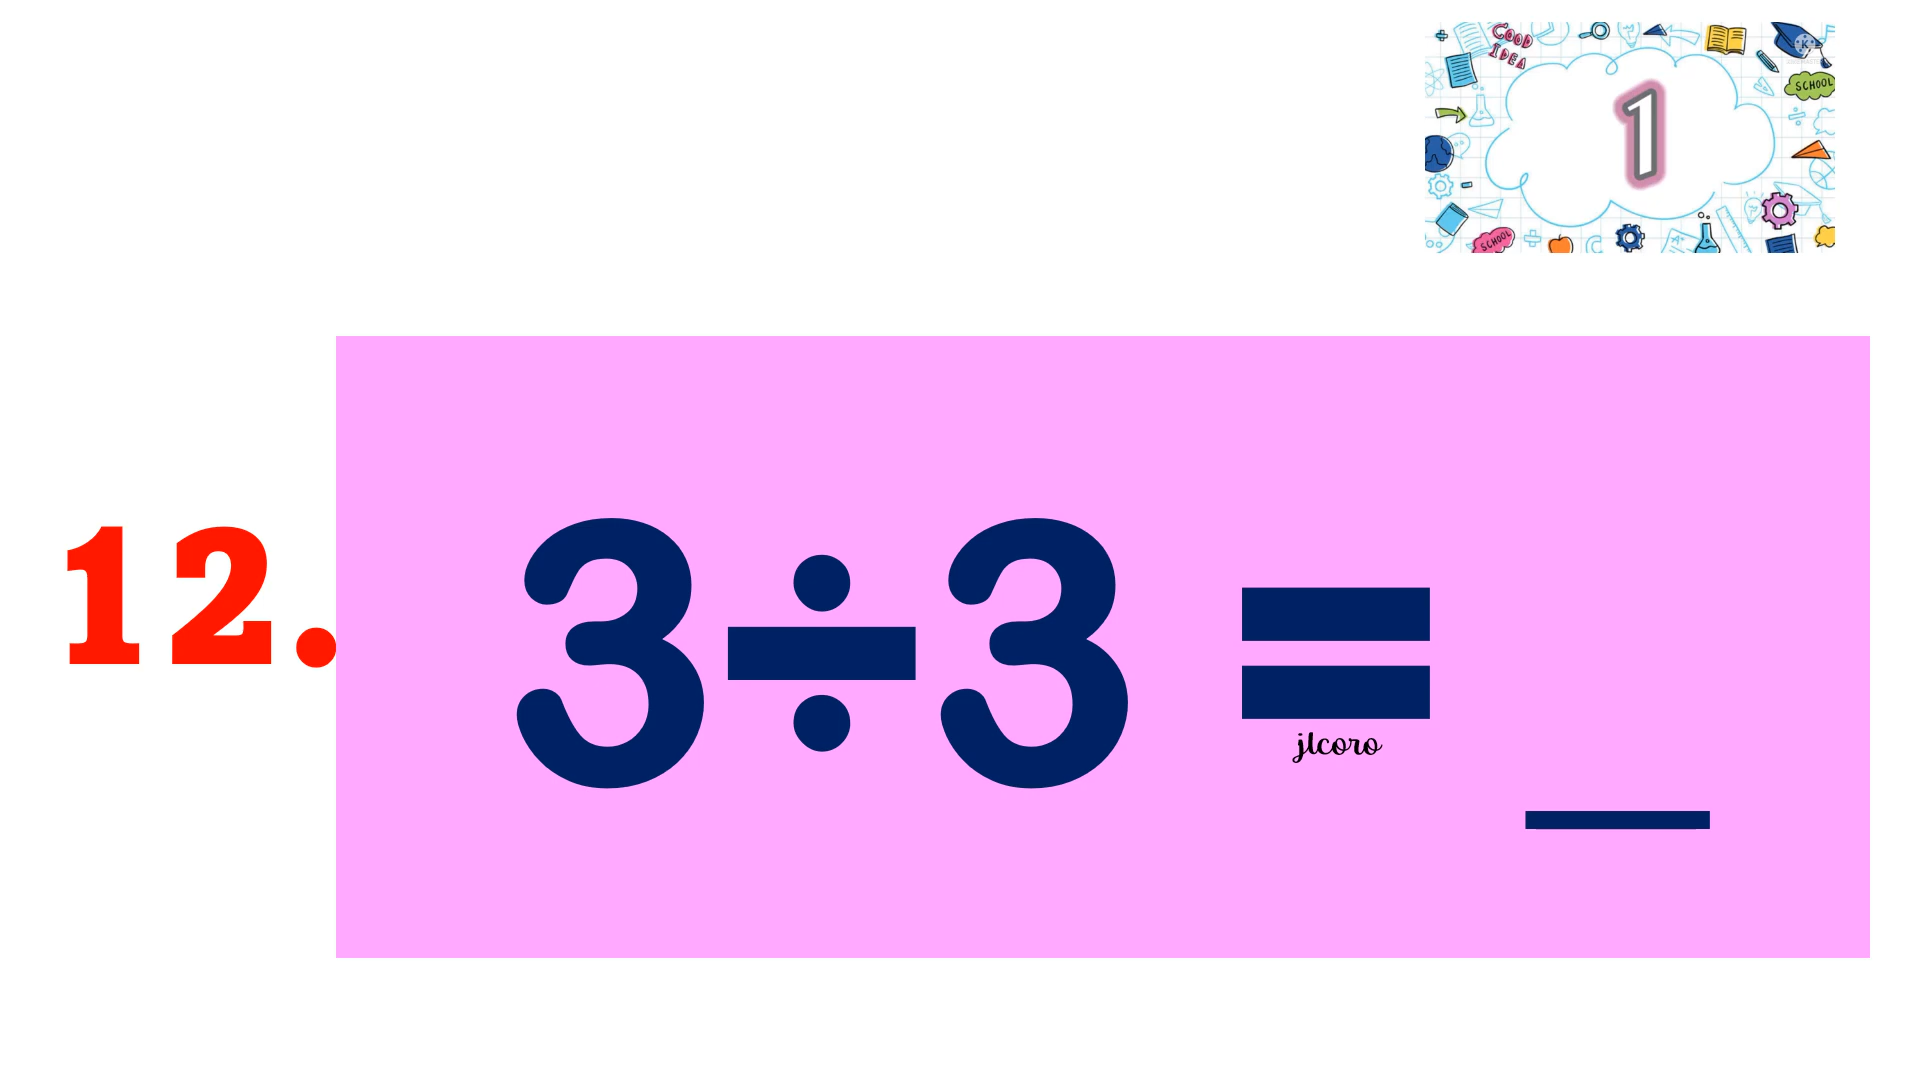 GOOD
IDEA
SCHOOL
1
SCHOOL
A+
12.
3÷3 = _
jlcoro